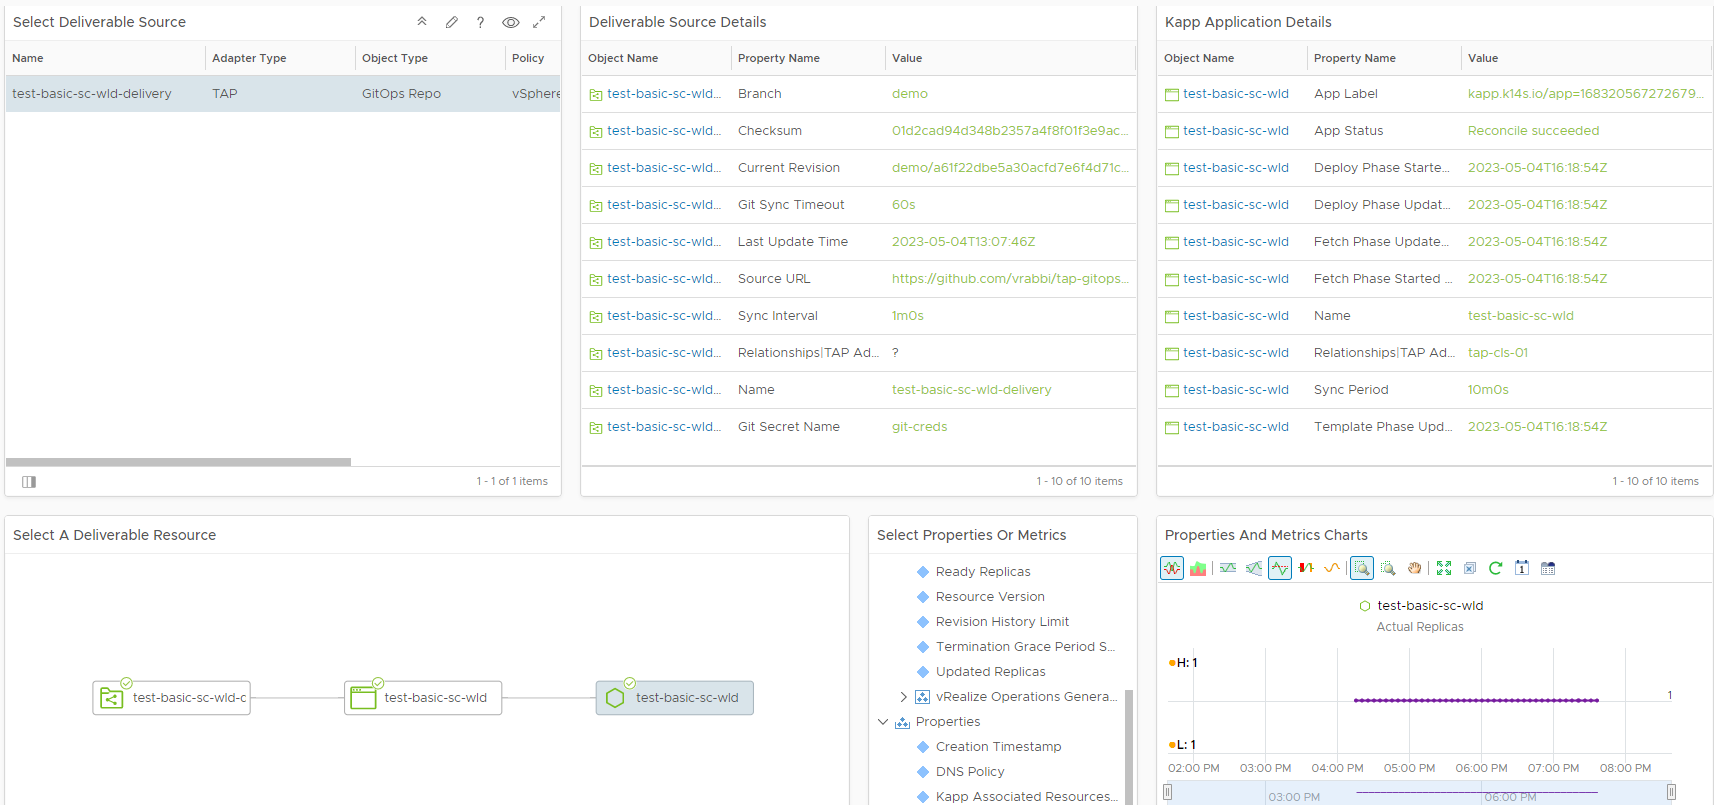 Select Deliverable Source
Name Adapter Type Object Type Policy
test-basic-sc-wld-delivery TAP GitOps Repo vSphere
1 - 1 of 1 items
Deliverable Source Details
Object Name Property Name Value
test-basic-sc-wld... Branch demo
test-basic-sc-wld... Checksum 01d2cad94d348b2357a4f8f01f3e9ac...
test-basic-sc-wld... Current Revision demo/a61f22dbe5a30acfd7e6f4d71c...
test-basic-sc-wld... Git Sync Timeout 60s
test-basic-sc-wld... Last Update Time 2023-05-04T13:07:46Z
test-basic-sc-wld... Source URL https://github.com/vrabbi/tap-gitops...
test-basic-sc-wld... Sync Interval 1m0s
test-basic-sc-wld... Relationships|TAP Ad... ?
test-basic-sc-wld... Name test-basic-sc-wld-delivery
test-basic-sc-wld... Git Secret Name git-creds
1 - 10 of 10 items
Kapp Application Details
Object Name Property Name Value
test-basic-sc-wld App Label kapp.k14s.io/app=168320567272679...
test-basic-sc-wld App Status Reconcile succeeded
test-basic-sc-wld Deploy Phase Starte... 2023-05-04T16:18:54Z
test-basic-sc-wld Deploy Phase Updat... 2023-05-04T16:18:54Z
test-basic-sc-wld Fetch Phase Update... 2023-05-04T16:18:54Z
test-basic-sc-wld Fetch Phase Started ... 2023-05-04T16:18:54Z
test-basic-sc-wld Name test-basic-sc-wld
test-basic-sc-wld Relationships|TAP Ad... tap-cls-01
test-basic-sc-wld Sync Period 10m0s
test-basic-sc-wld Template Phase Upd... 2023-05-04T16:18:54Z
1 - 10 of 10 items
Select A Deliverable Resource
test-basic-sc-wld-c test-basic-sc-wld test-basic-sc-wld
Select Properties Or Metrics
Ready Replicas
Resource Version
Revision History Limit
Termination Grace Period S...
Updated Replicas
vRealize Operations Genera...
Properties
Creation Timestamp
DNS Policy
Kapp Associated Resources...
Properties And Metrics Charts
1
test-basic-sc-wld
Actual Replicas
H: 1
1
L: 1
02:00 PM 03:00 PM 04:00 PM 05:00 PM 06:00 PM 07:00 PM 08:00 PM
03:00 PM 06:00 PM